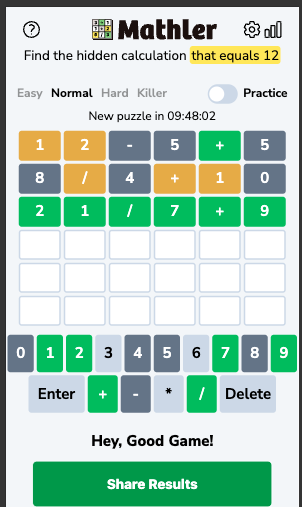 ? Mathler
Find the hidden calculation that equals 12
Easy Normal Hard Killer Practice
New puzzle in 09:48:02
1 2 - 5 + 5
8 / 4 + 1 0
2 1 / 7 + 9
0 1 2 3 4 5 6 7 8 9
Enter + - * / Delete
Hey, Good Game!
Share Results